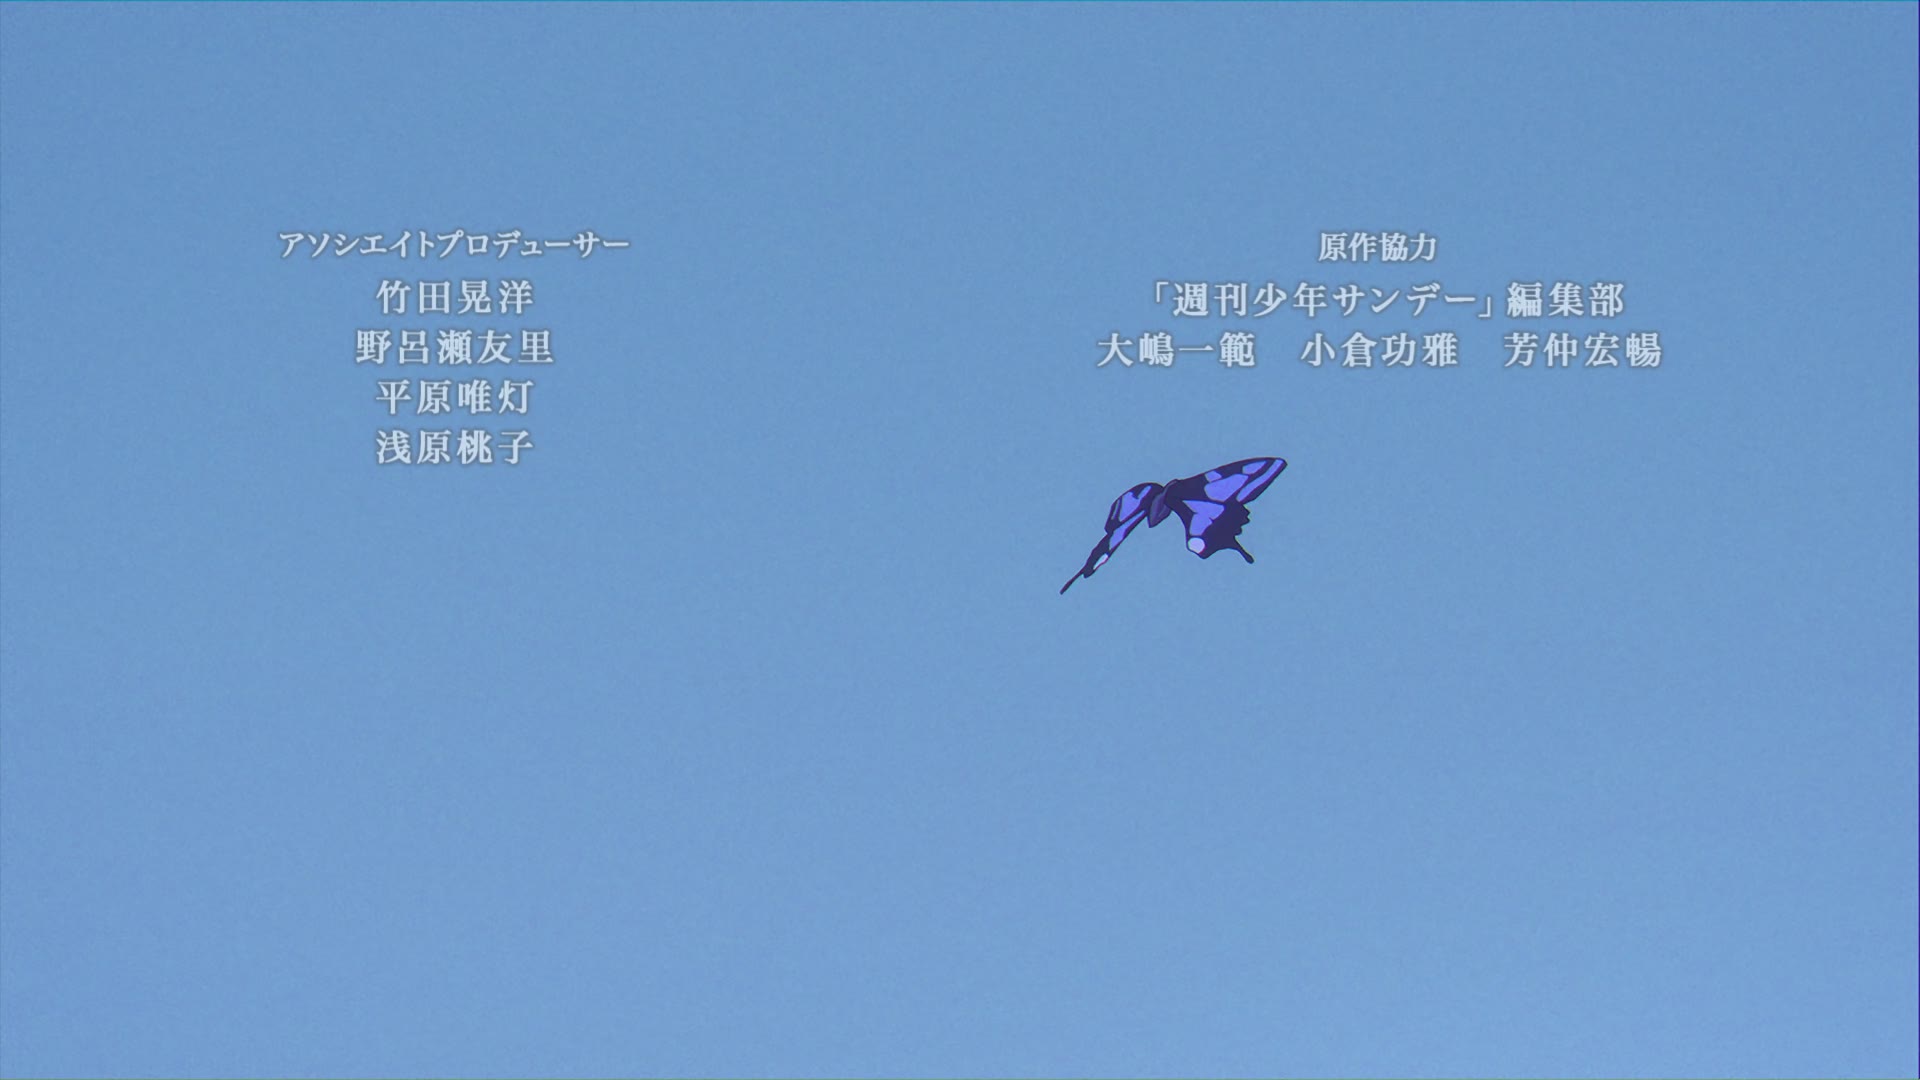 アソシエイトプロデューサー
竹田晃洋
野呂瀬友里
平原唯灯
浅原桃子
原作協力
「週刊少年サンデー」編集部
大嶋一範　小倉功雅　芳仲宏暢